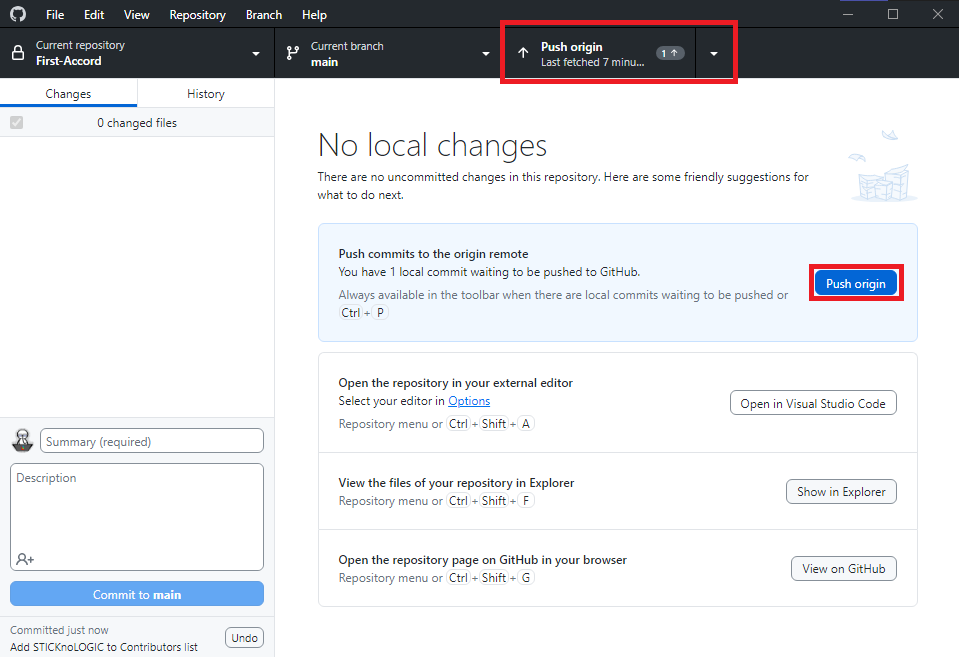 File Edit View Repository Branch Help
Current repository
First-Accord
Current branch
main
Push origin
Last fetched 7 minu...
1
Changes
History
0 changed files
No local changes
There are no uncommitted changes in this repository. Here are some friendly suggestions for
what to do next.
Push commits to the origin remote
You have 1 local commit waiting to be pushed to GitHub.
Always available in the toolbar when there are local commits waiting to be pushed or
Ctrl + P
Push origin
Open the repository in your external editor
Select your editor in Options
Repository menu or Ctrl + Shift + A
Open in Visual Studio Code
View the files of your repository in Explorer
Repository menu or Ctrl + Shift + F
Show in Explorer
Open the repository page on GitHub in your browser
Repository menu or Ctrl + Shift + G
View on GitHub
Summary (required)
Description
Commit to main
Committed just now
Add STICKnoLOGIC to Contributors list
Undo